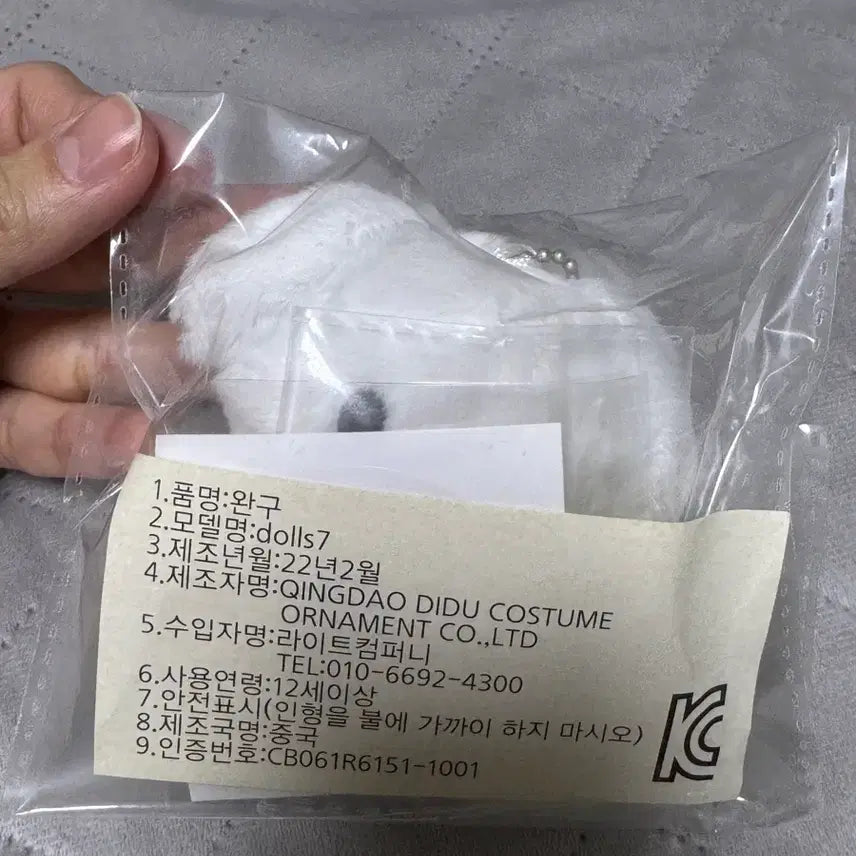 1.품명:완구
2.모델명:dolls7
3.제조년월:22년2월
4.제조자명:QINGDAO DIDU COSTUME
ORNAMENT CO.,LTD
5.수입자명:라이트컴퍼니
TEL:010-6692-4300
6.사용연령:12세이상
7.안전표시(인형을 불에 가까이 하지 마시오)
8.제조국명:중국
9.인증번호:CB061R6151-1001
KC